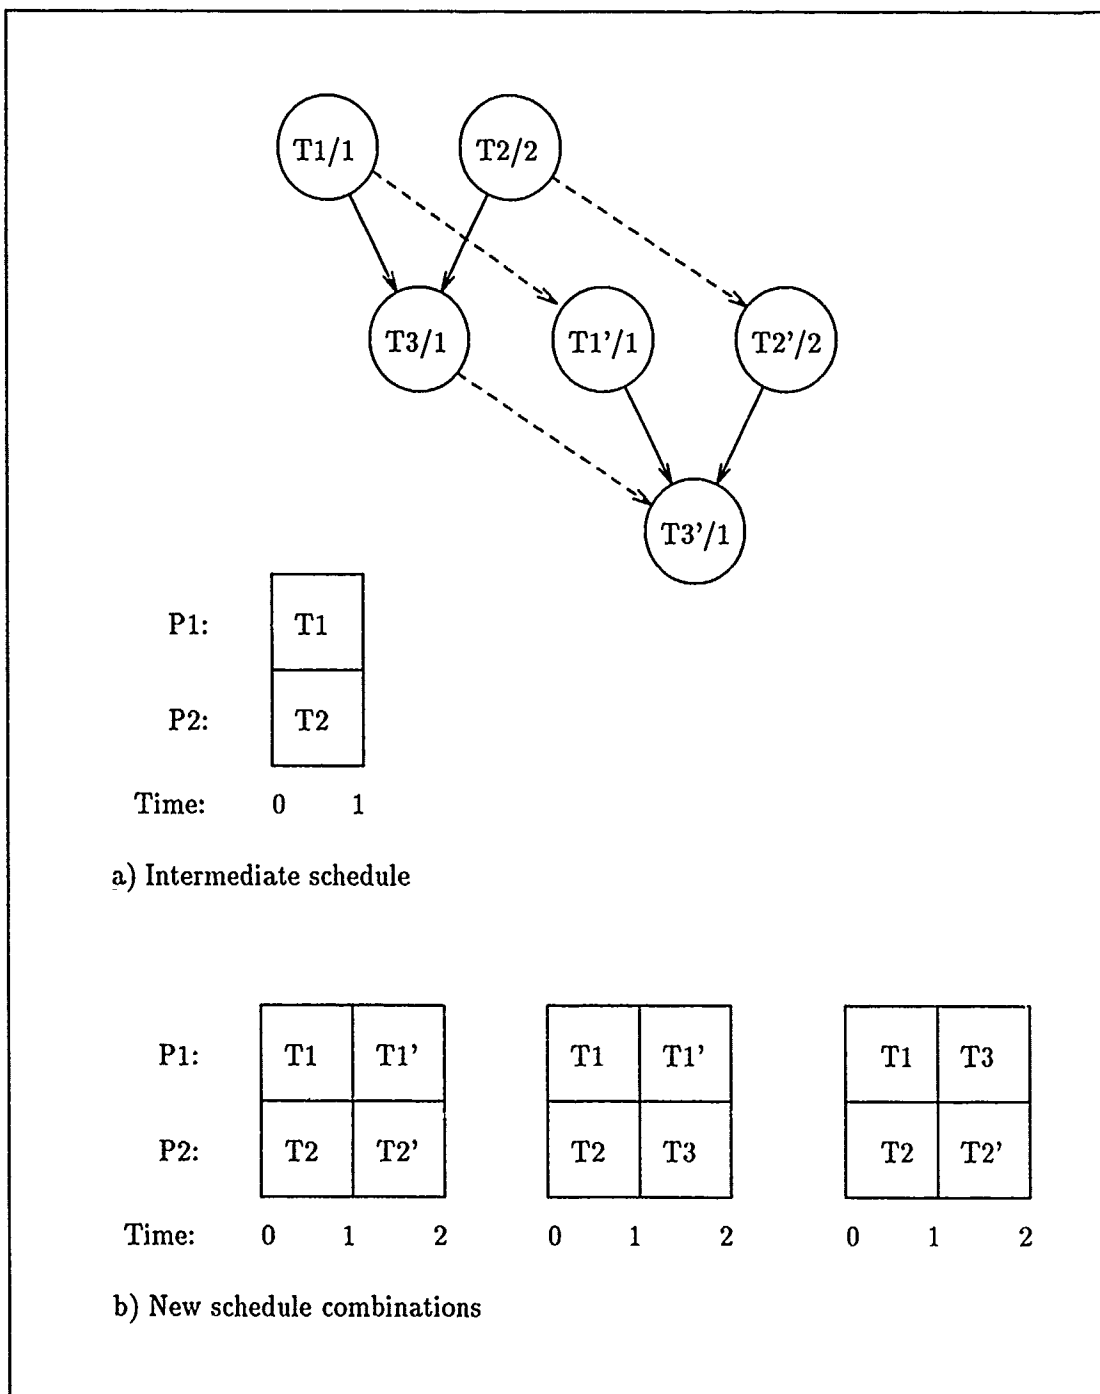 T1/1 T2/2
T3/1 T1'/1 T2'/2
T3'/1
P1: T1
P2: T2
Time: 0 1
a) Intermediate schedule
P1: T1 T1' T1 T1' T1 T3
P2: T2 T2' T2 T3 T2 T2'
Time: 0 1 2 0 1 2 0 1 2
b) New schedule combinations